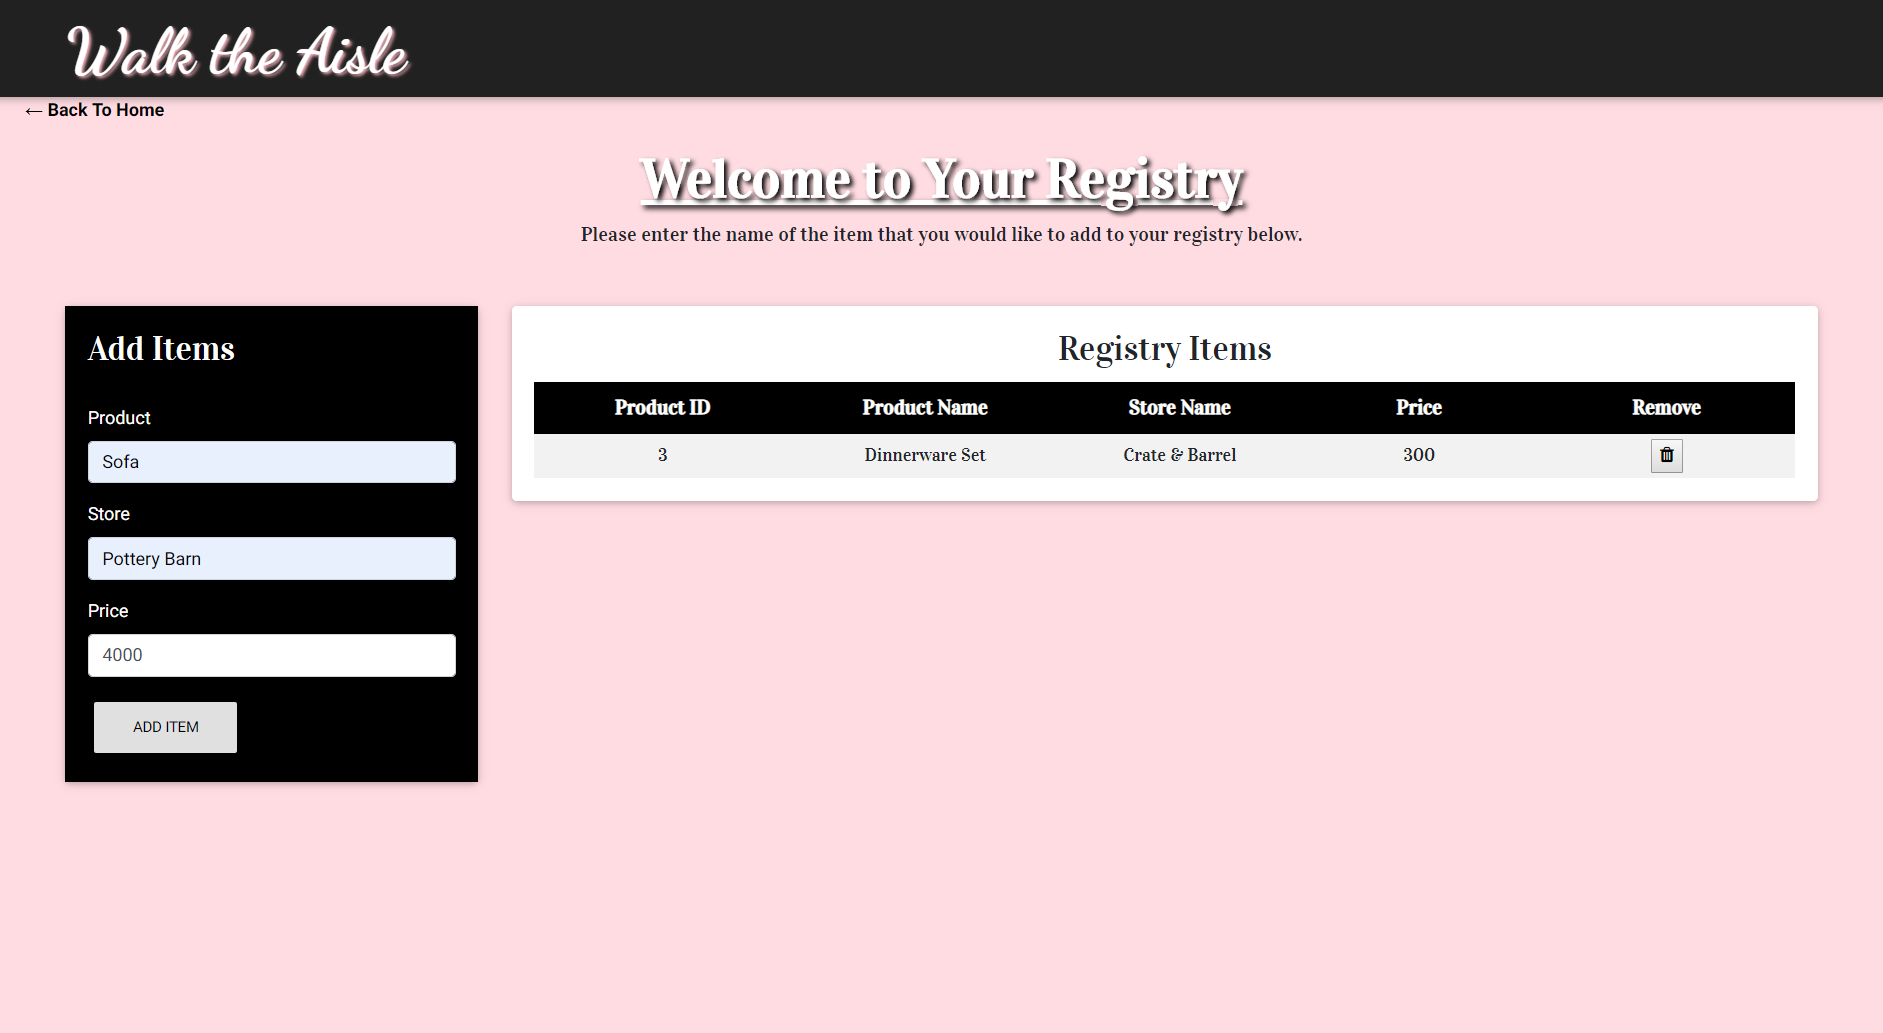 Walk the Aisle
← Back To Home
Welcome to Your Registry
Please enter the name of the item that you would like to add to your registry below.
Add Items
Product
Sofa
Store
Pottery Barn
Price
4000
ADD ITEM
Registry Items
Product ID Product Name Store Name Price Remove
3 Dinnerware Set Crate & Barrel 300